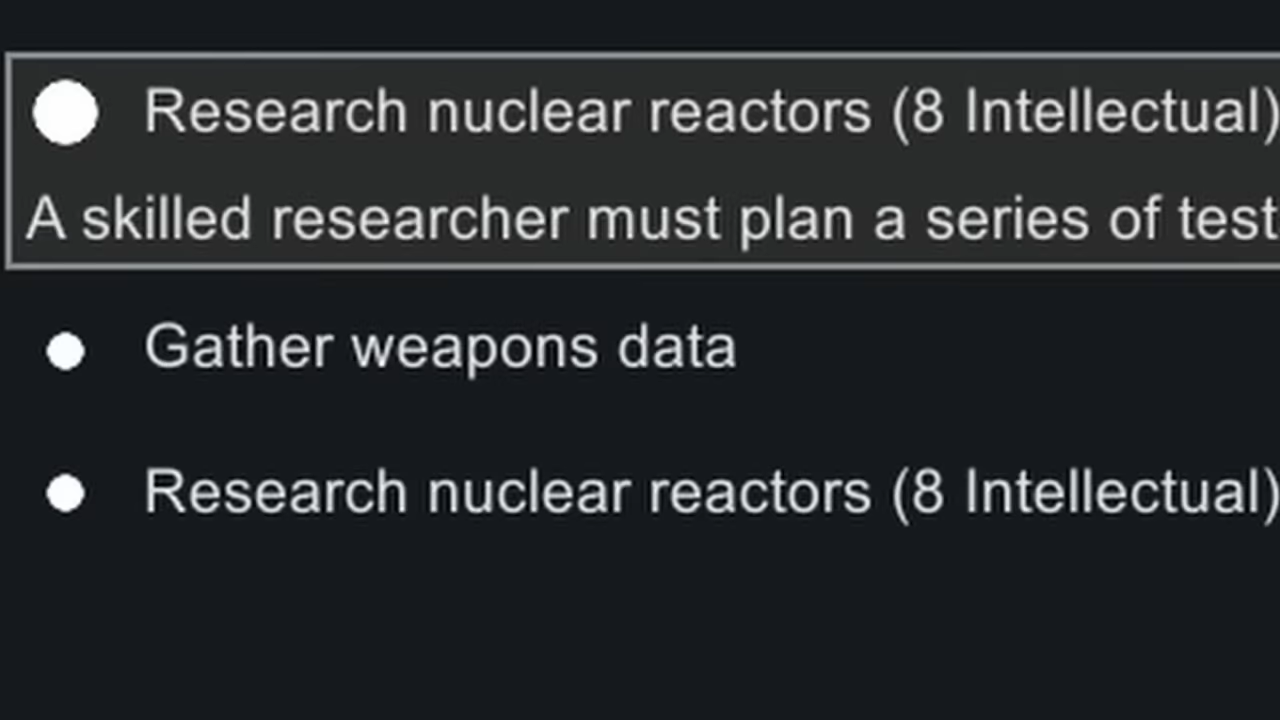 Research nuclear reactors (8 Intellectual)
A skilled researcher must plan a series of test
Gather weapons data
Research nuclear reactors (8 Intellectual)